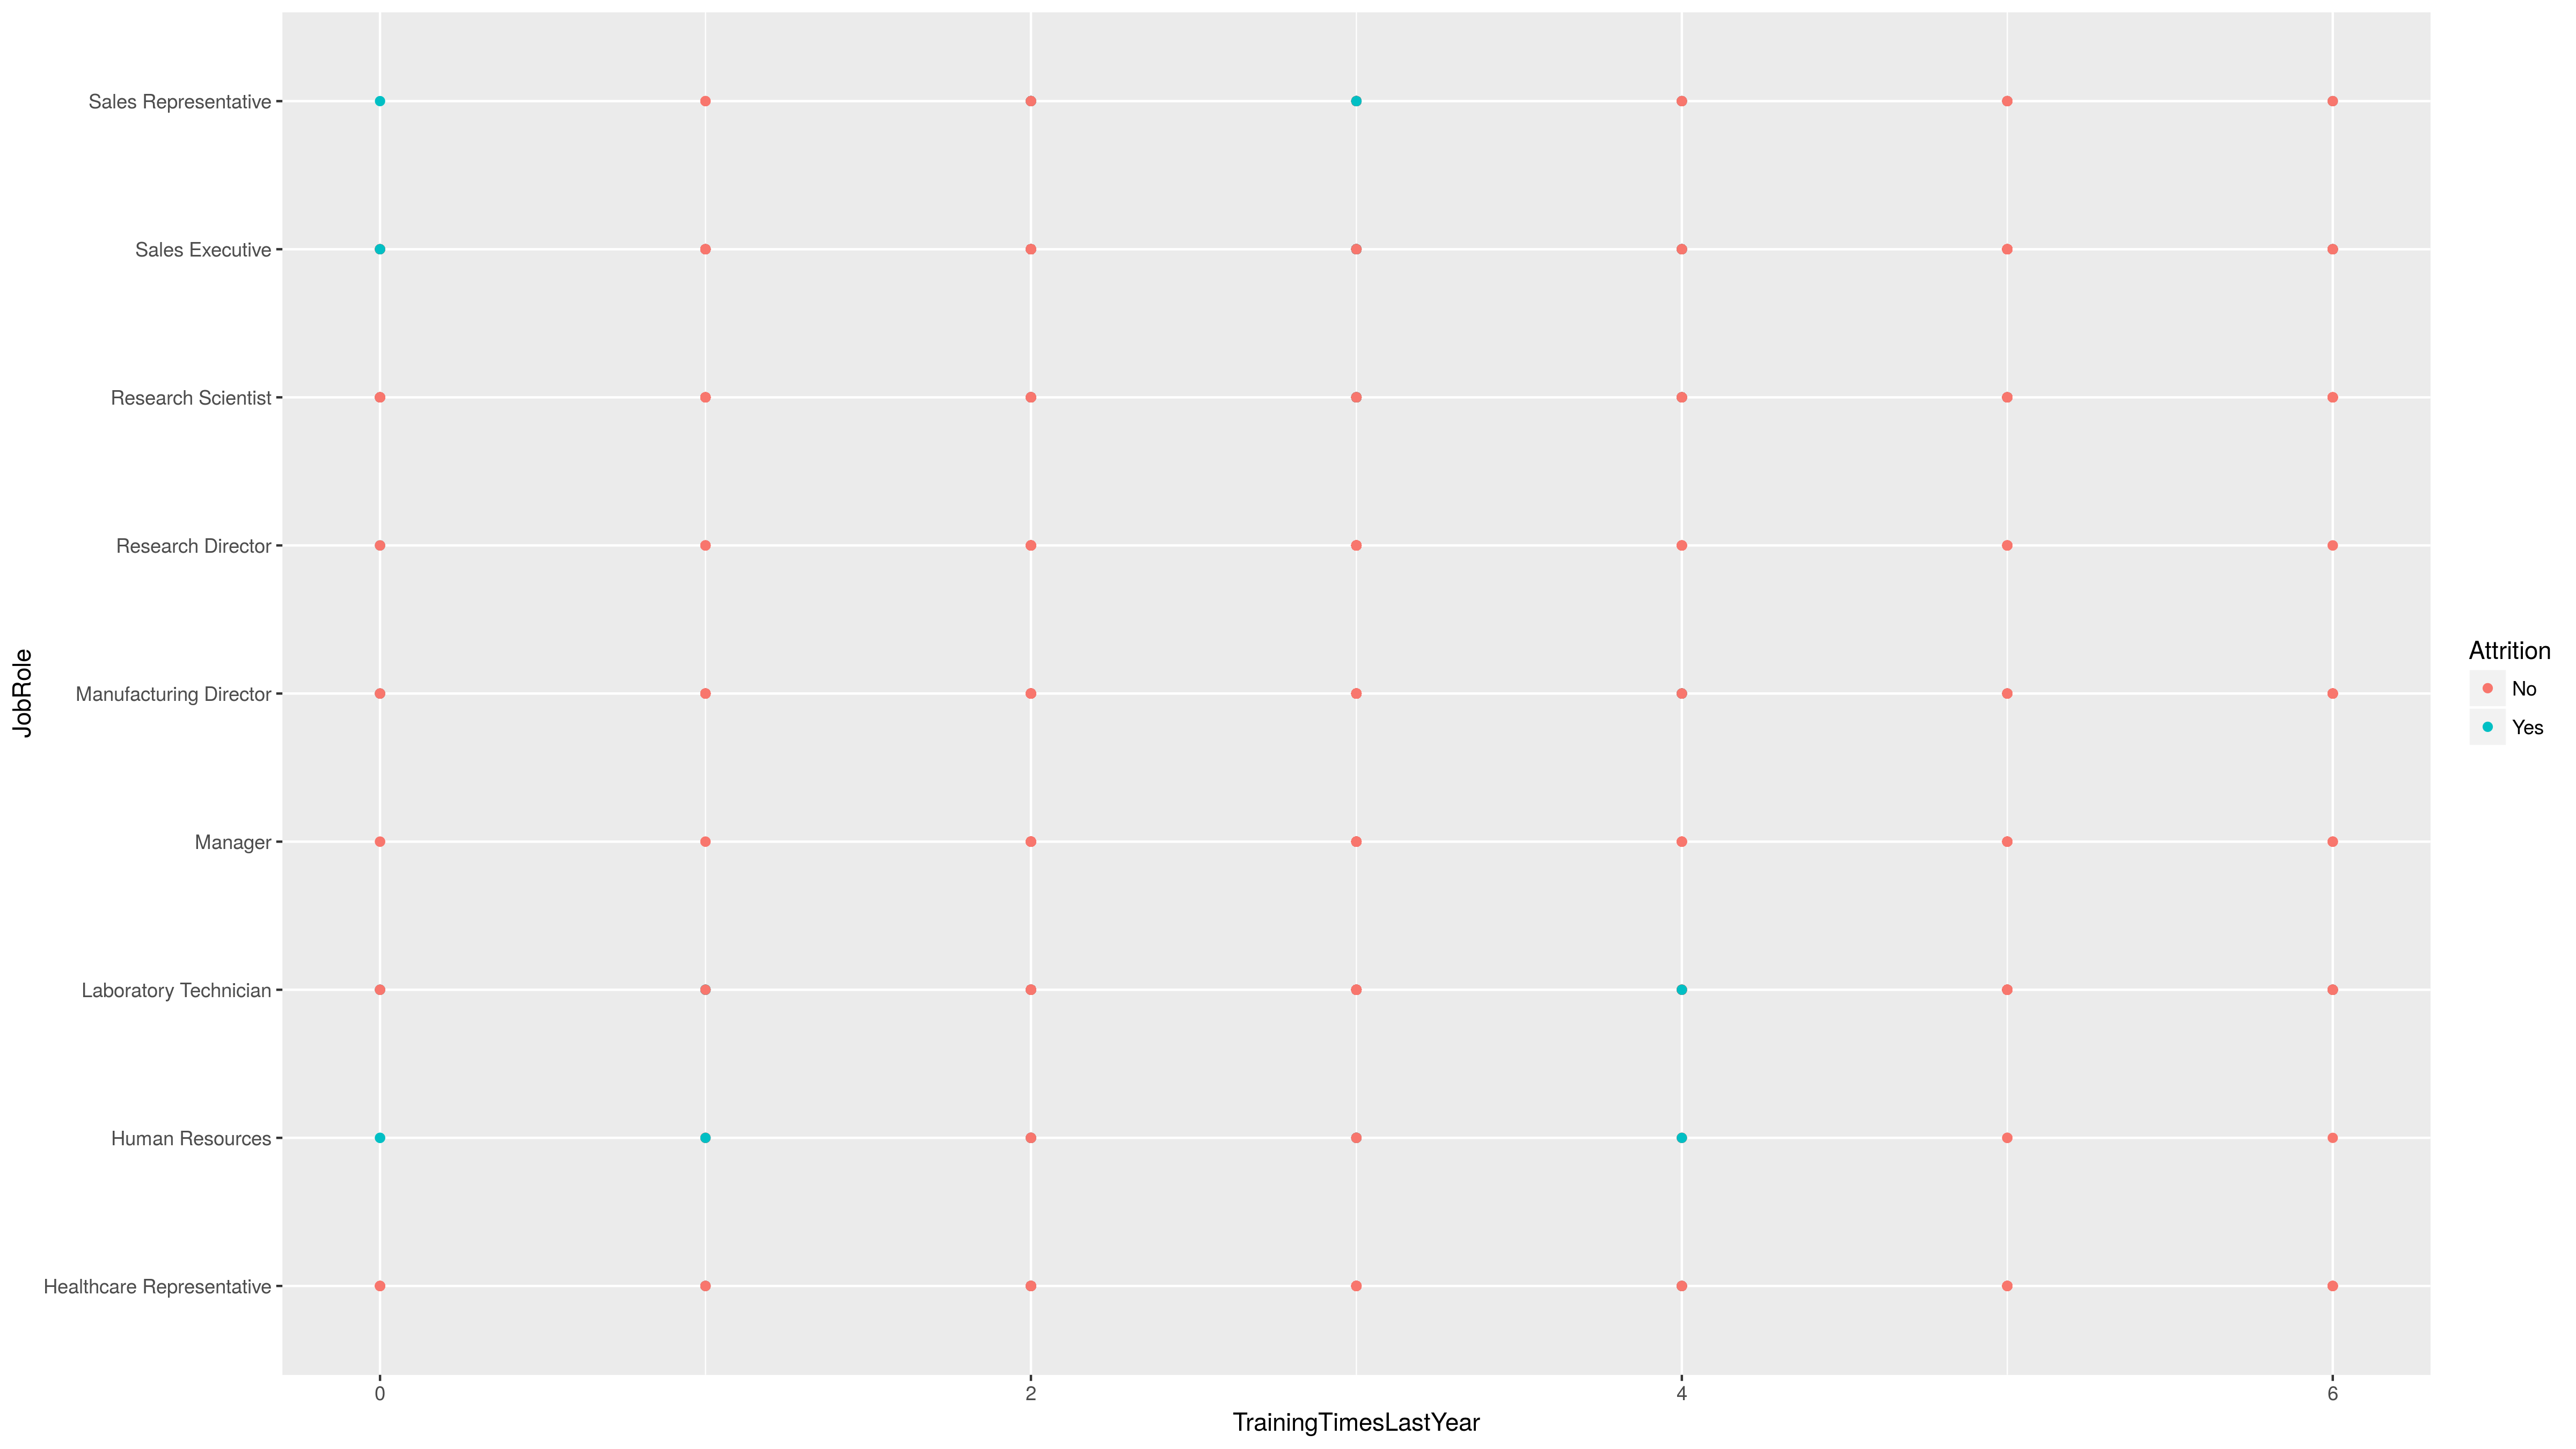 Sales Representative
Sales Executive
Research Scientist
Research Director
Manufacturing Director
Manager
Laboratory Technician
Human Resources
Healthcare Representative
JobRole
0 2 4 6
TrainingTimesLastYear
Attrition
No
Yes